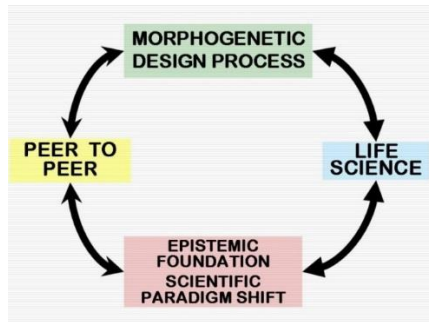 MORPHOGENETIC
DESIGN PROCESS
PEER TO
PEER
LIFE
SCIENCE
EPISTEMIC
FOUNDATION
SCIENTIFIC
PARADIGM SHIFT